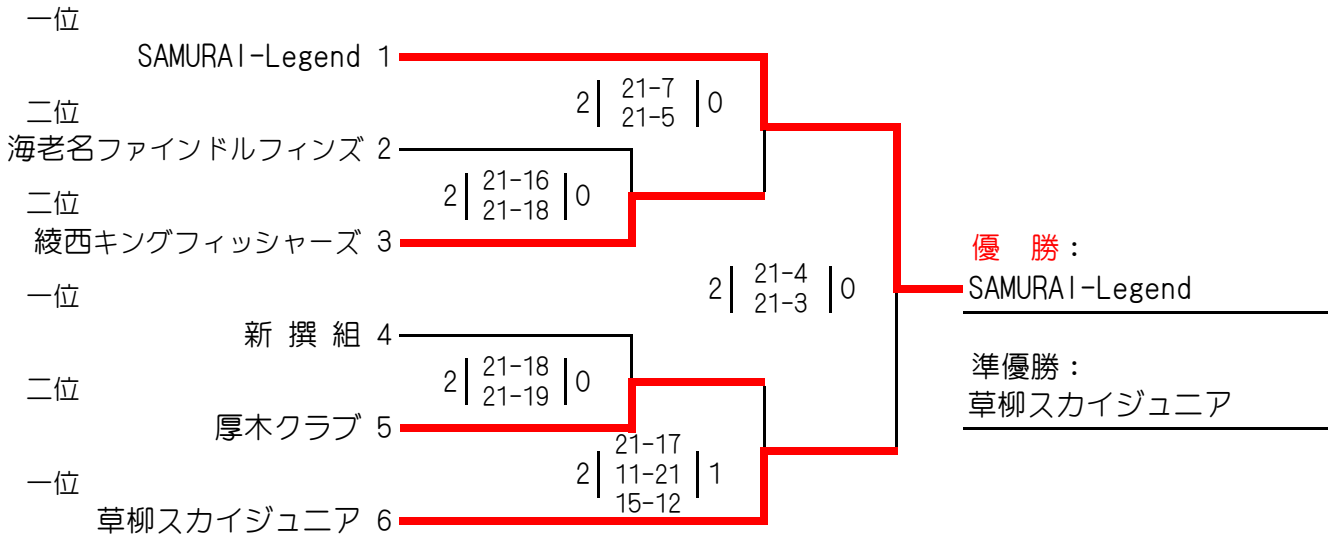 一位
SAMURAI-Legend 1
21-7
2 0
21-5
二位
海老名ファインドルフィンズ 2
21-16
2 0
21-18
二位
綾西キングフィッシャーズ 3
優 勝：
21-4
2 0
21-3
SAMURAI-Legend
一位
新 撰 組 4
準優勝：
草柳スカイジュニア
21-18
2 0
21-19
二位
厚木クラブ 5
21-17
2 11-21 1
15-12
一位
草柳スカイジュニア 6